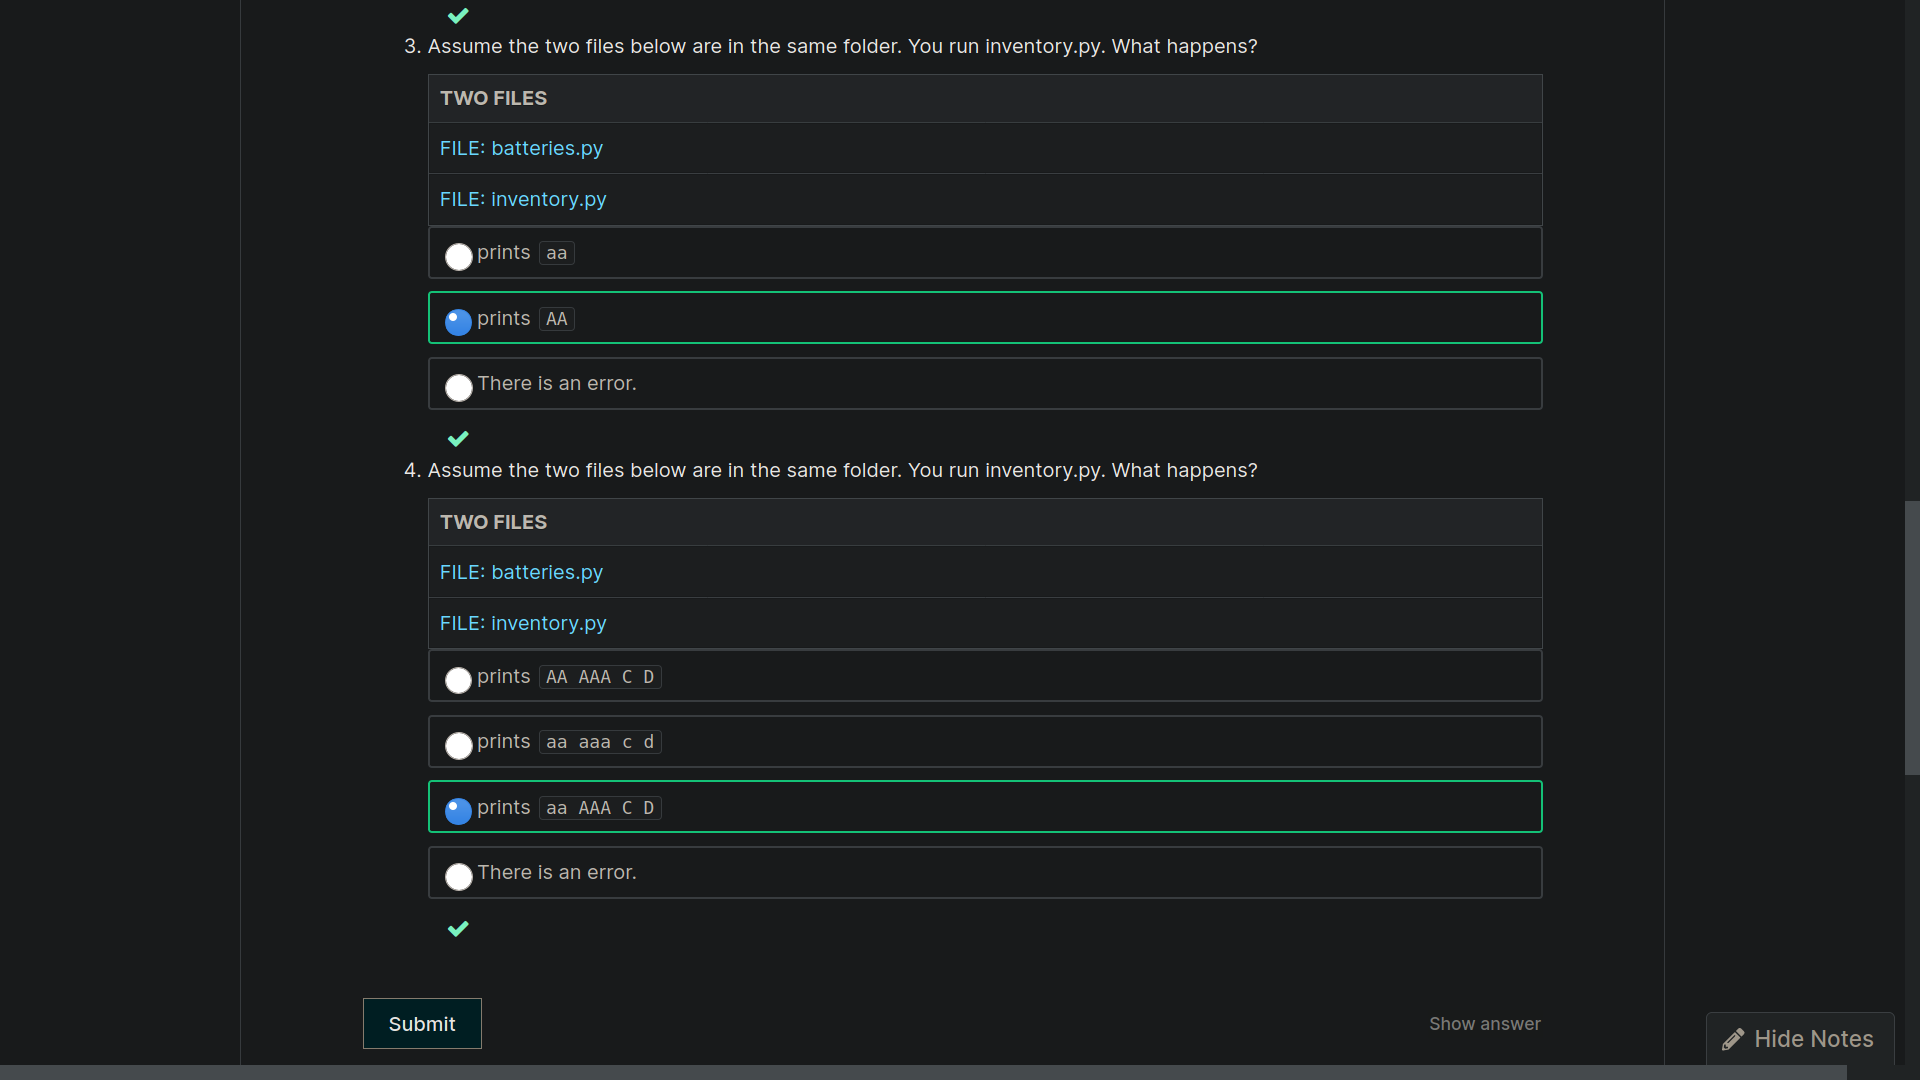 3. Assume the two files below are in the same folder. You run inventory.py. What happens?
TWO FILES
FILE: batteries.py
FILE: inventory.py
prints aa
prints AA
There is an error.
4. Assume the two files below are in the same folder. You run inventory.py. What happens?
TWO FILES
FILE: batteries.py
FILE: inventory.py
prints AA AAA C D
prints aa aaa c d
prints aa AAA C D
There is an error.
Submit
Show answer
Hide Notes